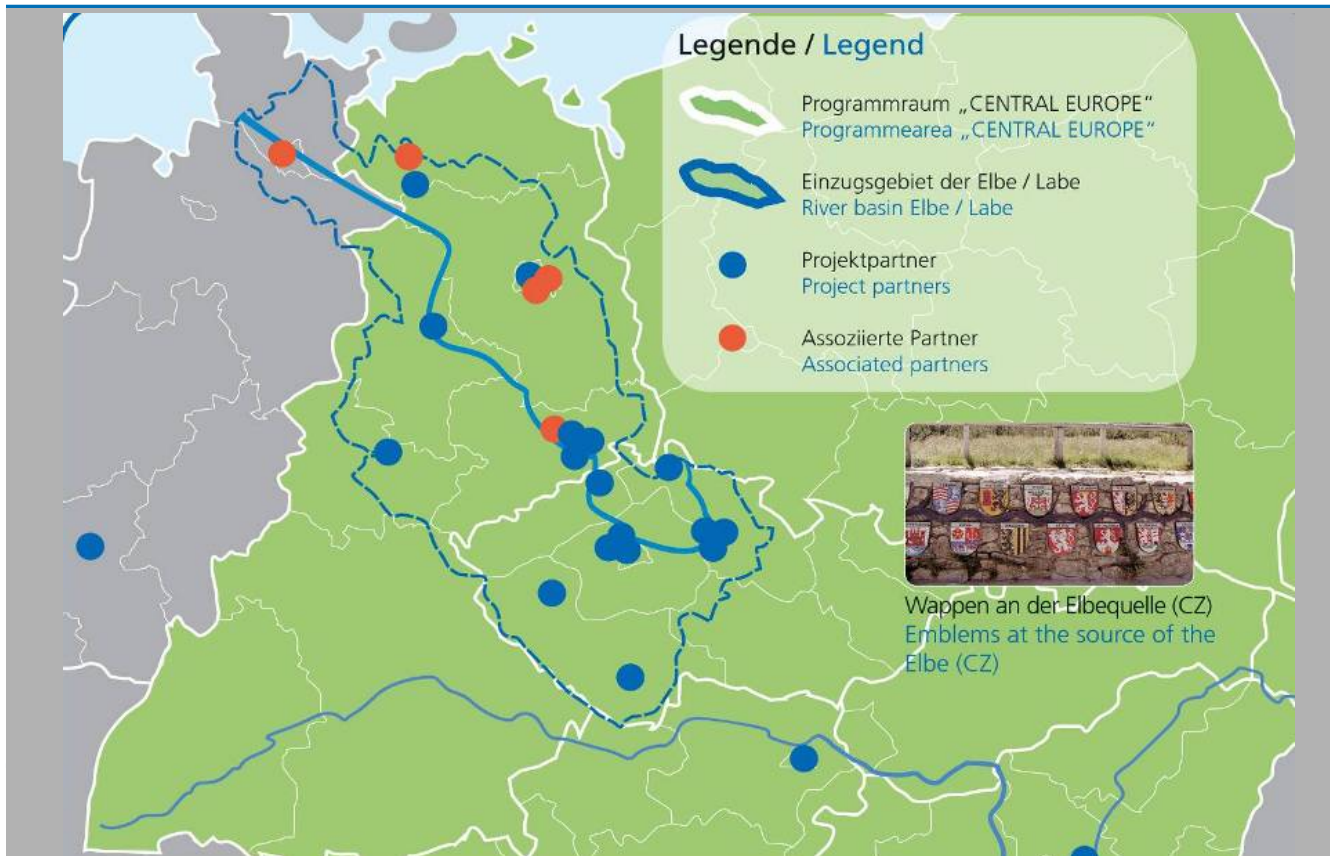 Legende / Legend
Programmraum „CENTRAL EUROPE“
Programmearea „CENTRAL EUROPE“
Einzugsgebiet der Elbe / Labe
River basin Elbe / Labe
Projektpartner
Project partners
Assoziierte Partner
Associated partners
Wappen an der Elbequelle (CZ)
Emblems at the source of the
Elbe (CZ)